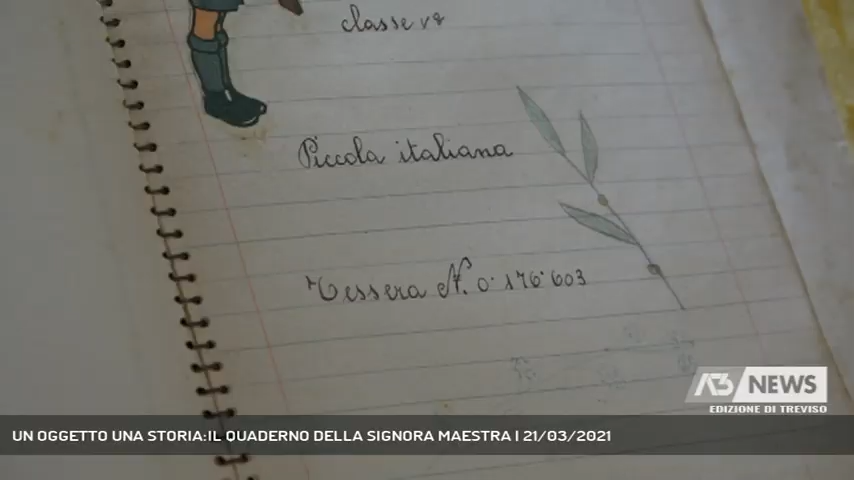 classe Vª
Piccola italiana
Tessera N. 0·176·603
A3 NEWS
EDIZIONE DI TREVISO
UN OGGETTO UNA STORIA:IL QUADERNO DELLA SIGNORA MAESTRA | 21/03/2021